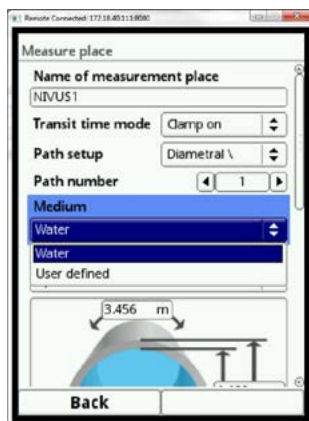 Remote Connected: 172.18.40.111:8080
Measure place
Name of measurement place
NIVUS1
Transit time mode Clamp on
Path setup Diametral \
Path number 1
Medium
Water
Water
User defined
3.456 m
Back